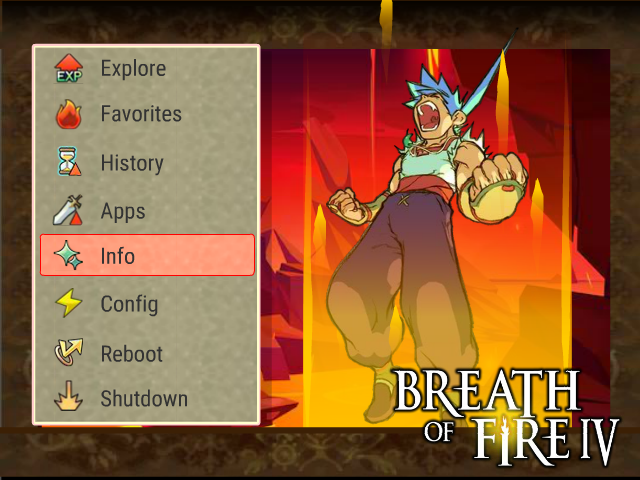 EXP
Explore
Favorites
History
Apps
Info
Config
Reboot
Shutdown
BREATH
OF FIRE IV